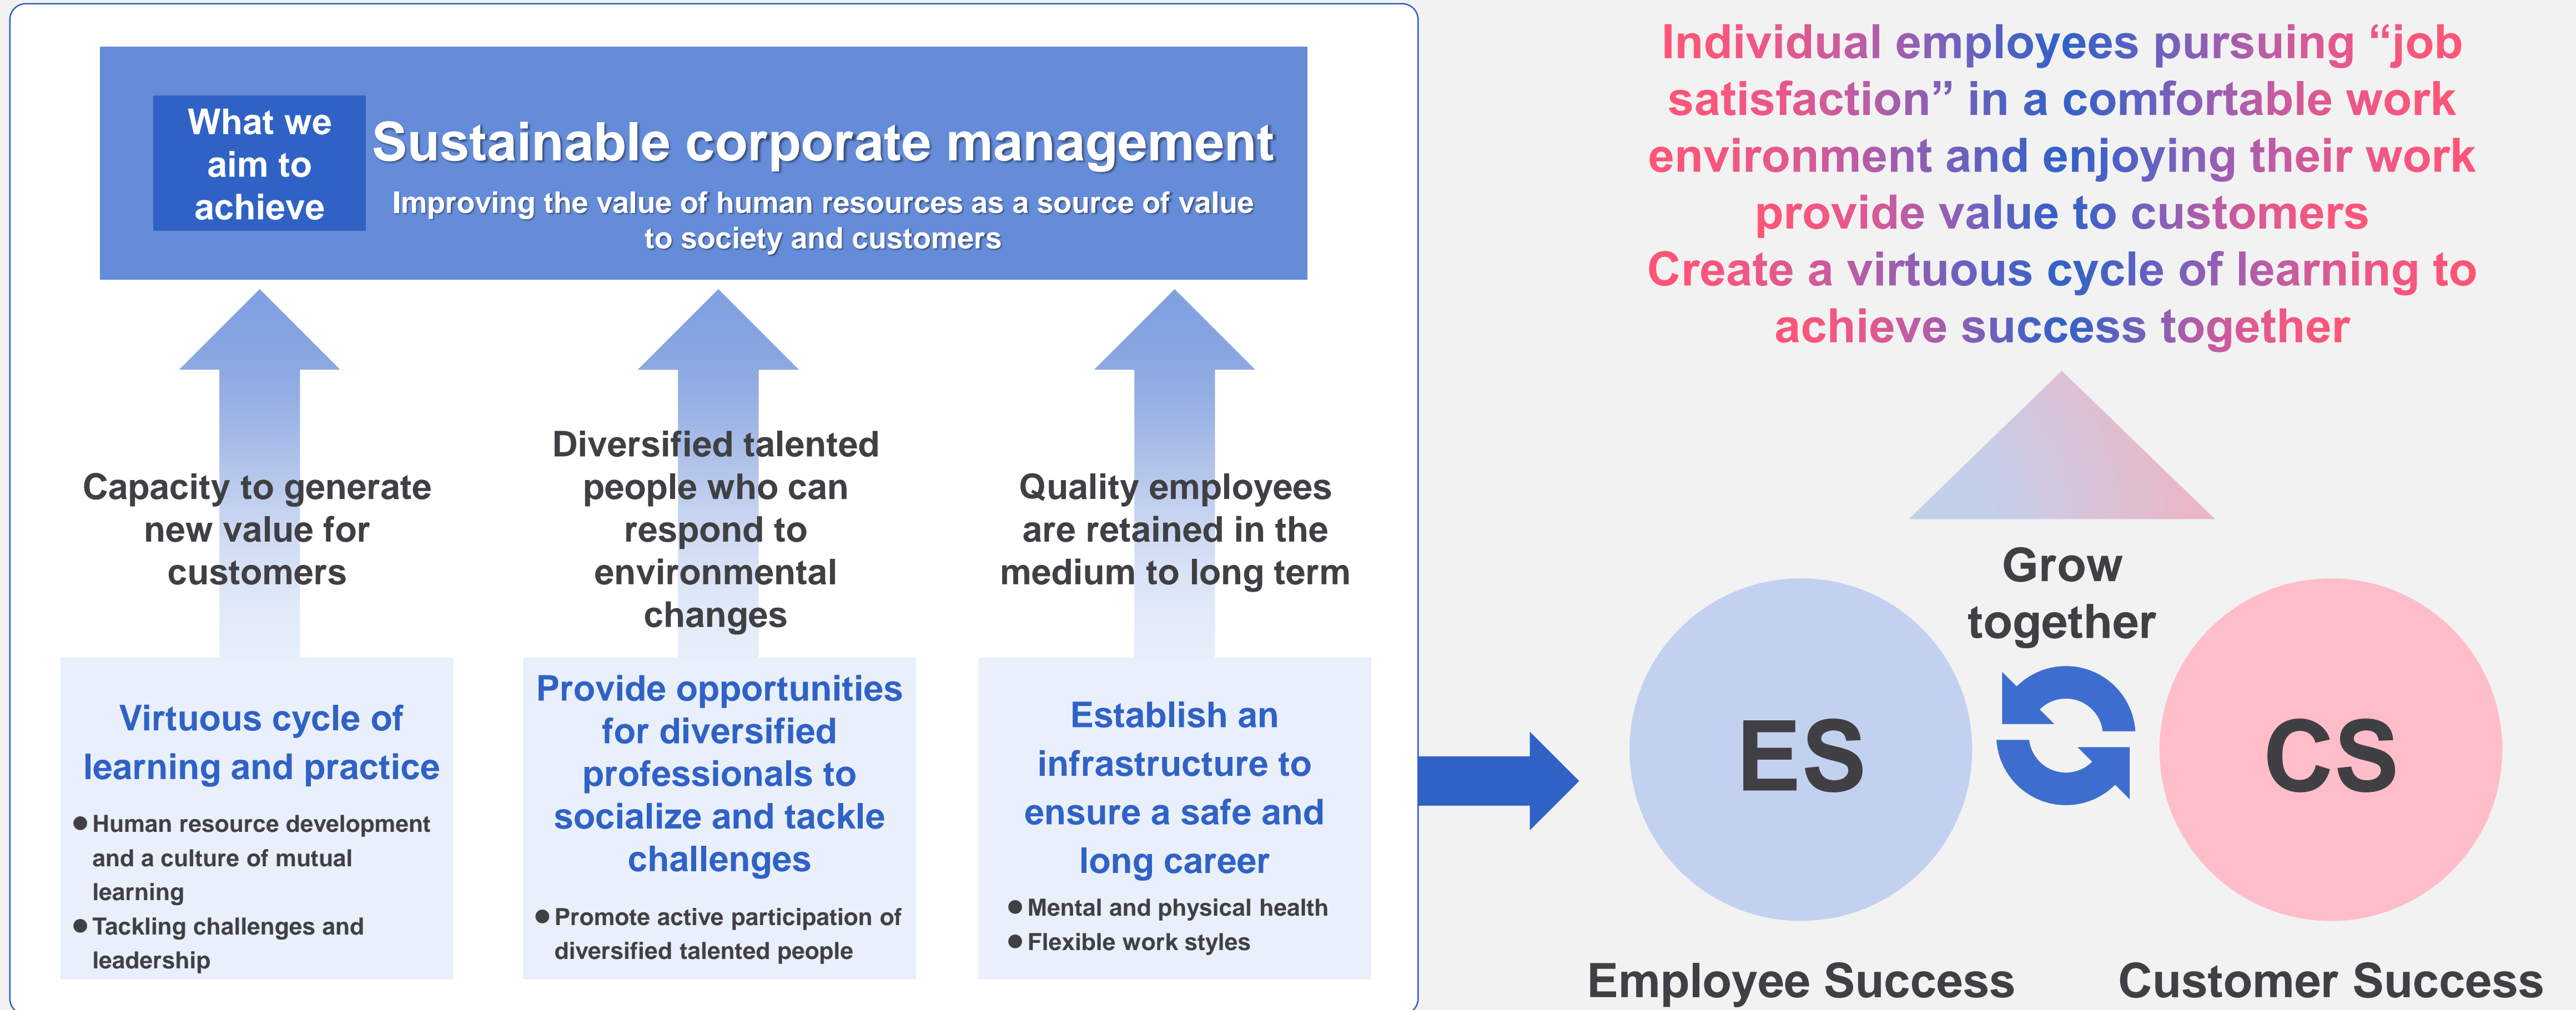 What we
aim to
achieve
Sustainable corporate management
Improving the value of human resources as a source of value
to society and customers
Capacity to generate
new value for
customers
Diversified talented
people who can
respond to
environmental
changes
Quality employees
are retained in the
medium to long term
Virtuous cycle of
learning and practice
● Human resource development
and a culture of mutual
learning
● Tackling challenges and
leadership
Provide opportunities
for diversified
professionals to
socialize and tackle
challenges
● Promote active participation of
diversified talented people
Establish an
infrastructure to
ensure a safe and
long career
● Mental and physical health
● Flexible work styles
Individual employees pursuing “job
satisfaction” in a comfortable work
environment and enjoying their work
provide value to customers
Create a virtuous cycle of learning to
achieve success together
Grow
together
ES
CS
Employee Success
Customer Success